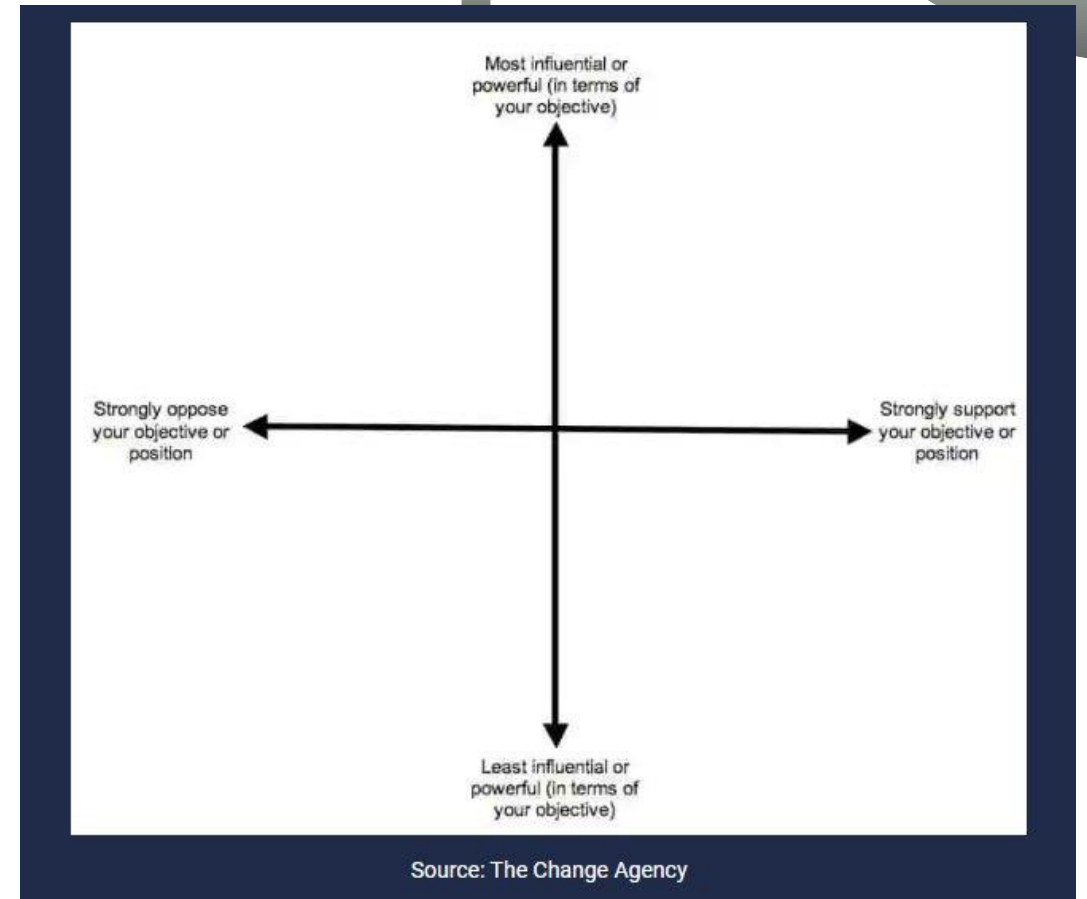 Most influential or
powerful (in terms of
your objective)
Strongly oppose
your objective or
position
Strongly support
your objective or
position
Least influential or
powerful (in terms of
your objective)
Source: The Change Agency